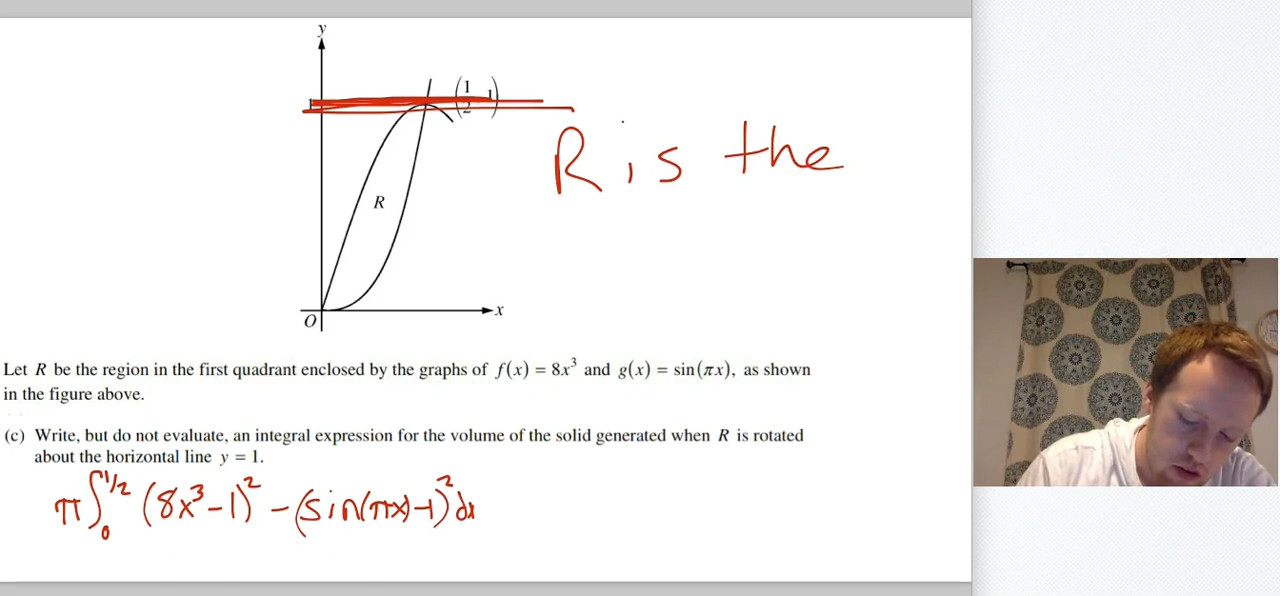 y
(1/2, 1)
R is the
R
O
x
Let R be the region in the first quadrant enclosed by the graphs of f(x) = 8x³ and g(x) = sin(πx), as shown
in the figure above.
(c) Write, but do not evaluate, an integral expression for the volume of the solid generated when R is rotated
about the horizontal line y = 1.
π∫₀^1/2 (8x³-1)² - (sin(πx)-1)² dx